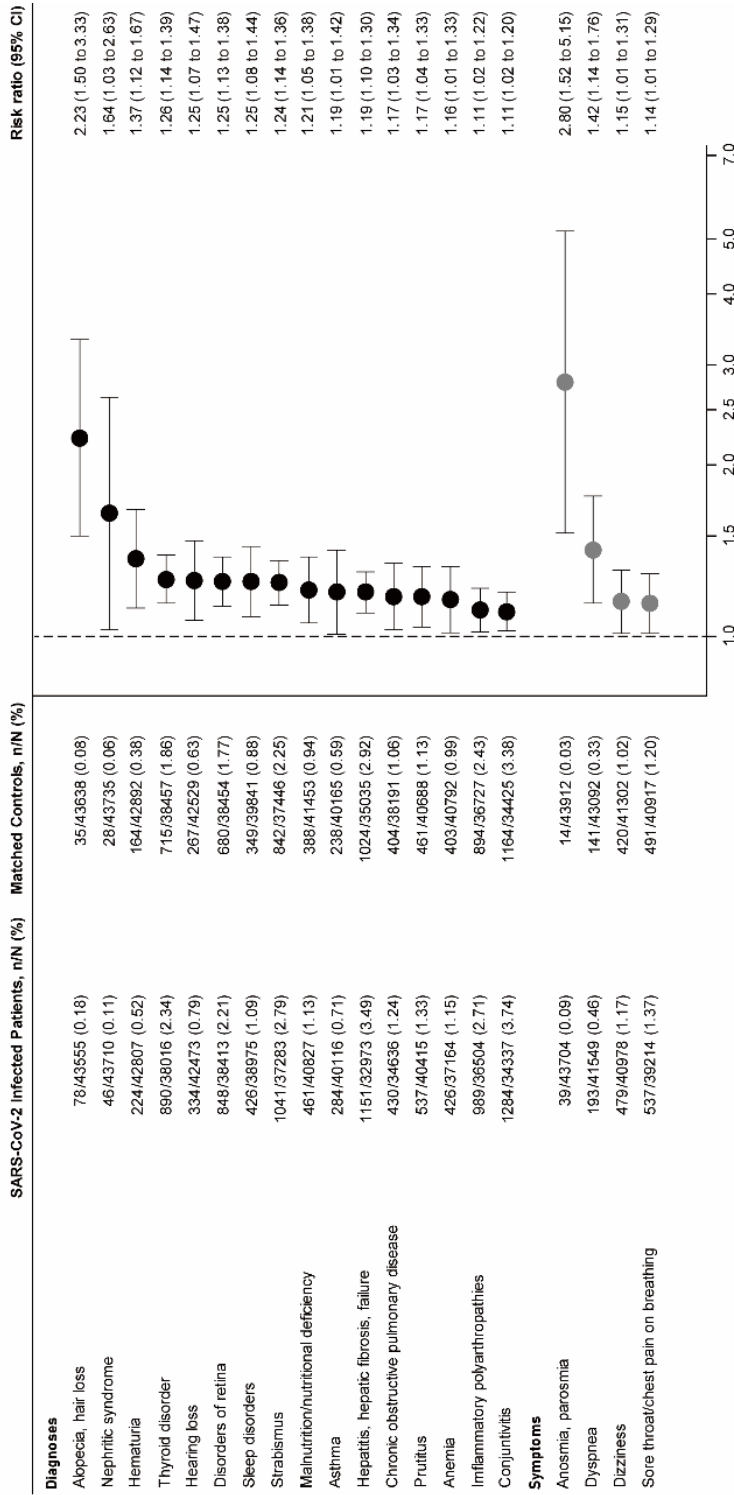 SARS-CoV-2 Infected Patients, n/N (%) Matched Controls, n/N (%) Risk ratio (95% CI)
Diagnoses
Alopecia, hair loss 78/43555 (0.18) 35/43638 (0.08) 2.23 (1.50 to 3.33)
Nephritic syndrome 46/43710 (0.11) 28/43735 (0.06) 1.64 (1.03 to 2.63)
Hematuria 224/42807 (0.52) 164/42892 (0.38) 1.37 (1.12 to 1.67)
Thyroid disorder 890/38016 (2.34) 715/38457 (1.86) 1.26 (1.14 to 1.39)
Hearing loss 334/42473 (0.79) 267/42529 (0.63) 1.25 (1.07 to 1.47)
Disorders of retina 848/38413 (2.21) 680/38454 (1.77) 1.25 (1.13 to 1.38)
Sleep disorders 426/38975 (1.09) 349/39841 (0.88) 1.25 (1.08 to 1.44)
Strabismus 1041/37283 (2.79) 842/37446 (2.25) 1.24 (1.14 to 1.36)
Malnutrition/nutritional deficiency 461/40827 (1.13) 388/41453 (0.94) 1.21 (1.05 to 1.38)
Asthma 284/40116 (0.71) 238/40165 (0.59) 1.19 (1.01 to 1.42)
Hepatitis, hepatic fibrosis, failure 1151/32973 (3.49) 1024/35035 (2.92) 1.19 (1.10 to 1.30)
Chronic obstructive pulmonary disease 430/34636 (1.24) 404/38191 (1.06) 1.17 (1.03 to 1.34)
Prutitus 537/40415 (1.33) 461/40688 (1.13) 1.17 (1.04 to 1.33)
Anemia 426/37164 (1.15) 403/40792 (0.99) 1.16 (1.01 to 1.33)
Imflammatory polyarthropathies 989/36504 (2.71) 894/36727 (2.43) 1.11 (1.02 to 1.22)
Conjuntivitis 1284/34337 (3.74) 1164/34425 (3.38) 1.11 (1.02 to 1.20)
Symptoms
Anosmia, parosmia 39/43704 (0.09) 14/43912 (0.03) 2.80 (1.52 to 5.15)
Dyspnea 193/41549 (0.46) 141/43092 (0.33) 1.42 (1.14 to 1.76)
Dizziness 479/40978 (1.17) 420/41302 (1.02) 1.15 (1.01 to 1.31)
Sore throat/chest pain on breathing 537/39214 (1.37) 491/40917 (1.20) 1.14 (1.01 to 1.29)
1.0 1.5 2.0 2.5 3.0 4.0 5.0 7.0